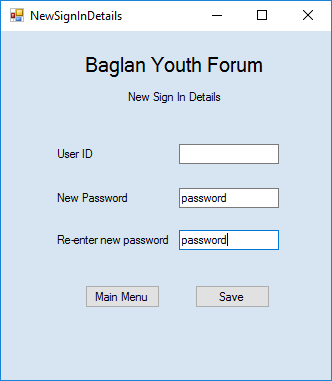 NewSignInDetails
Baglan Youth Forum
New Sign In Details
User ID
New Password password
Re-enter new password password
Main Menu Save